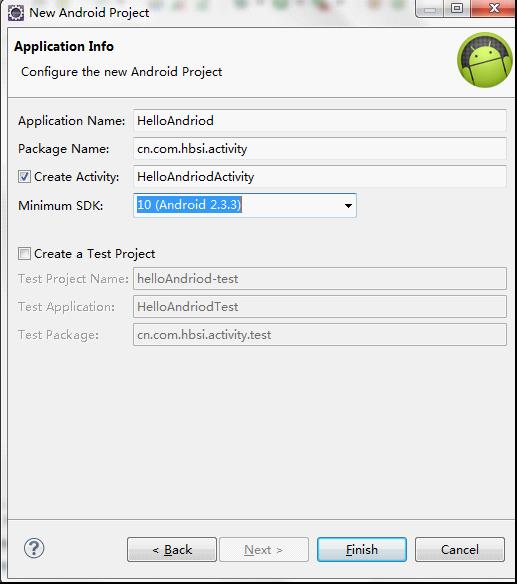 New Android Project
Application Info
Configure the new Android Project
Application Name: HelloAndriod
Package Name: cn.com.hbsi.activity
Create Activity: HelloAndriodActivity
Minimum SDK: 10 (Android 2.3.3)
Create a Test Project
Test Project Name: helloAndriod-test
Test Application: HelloAndriodTest
Test Package: cn.com.hbsi.activity.test
? < Back Next > Finish Cancel